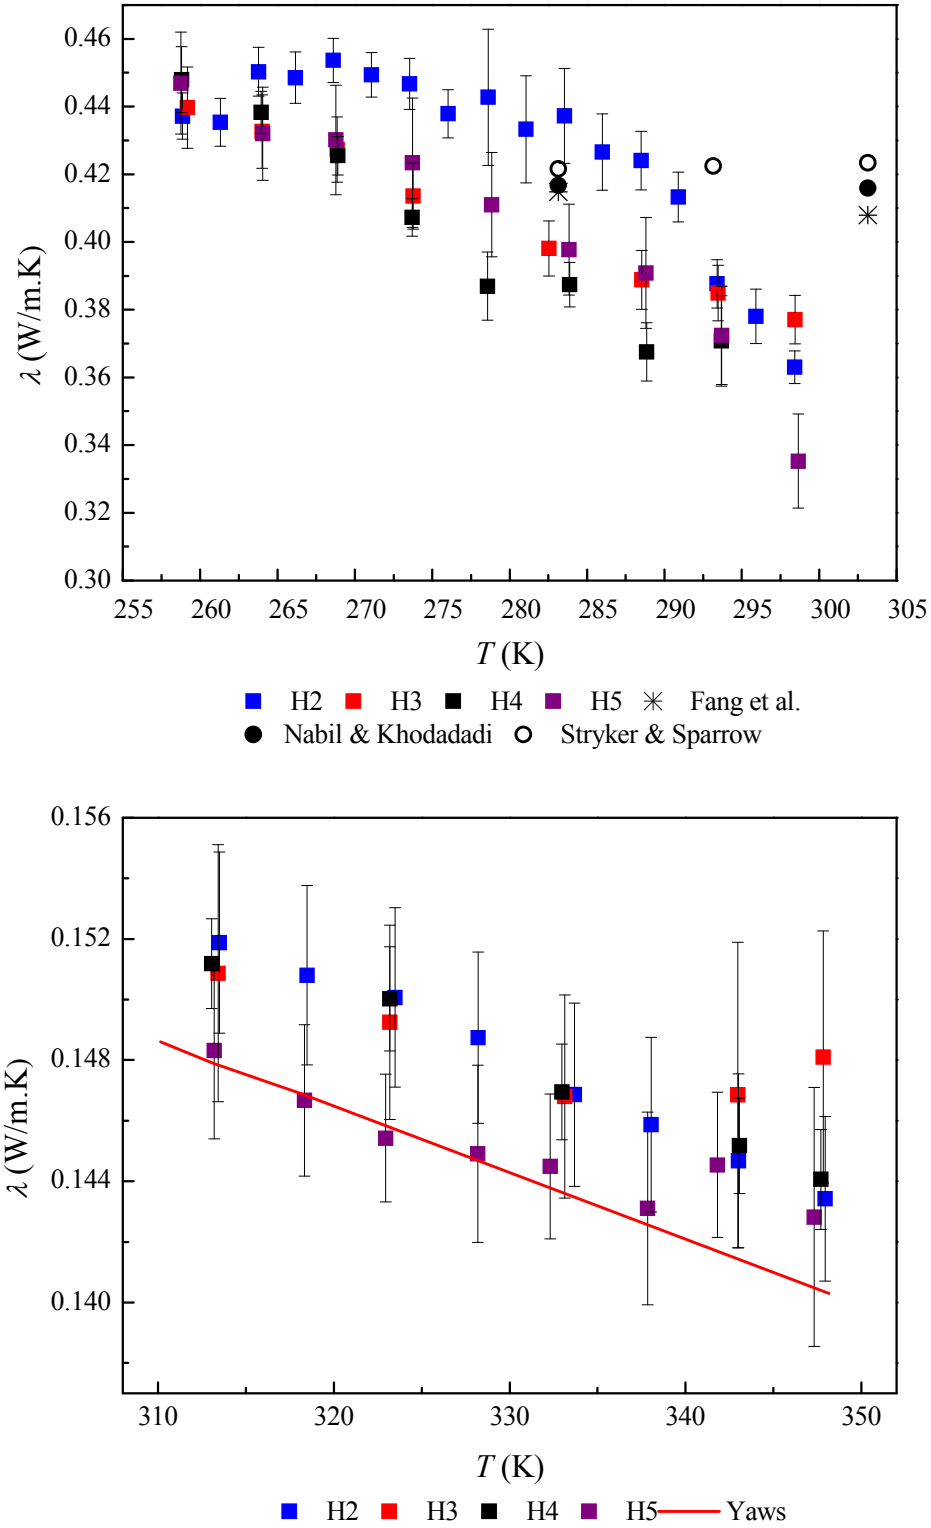 0.46
0.44
0.42
0.40
0.38
0.36
0.34
0.32
0.30
λ (W/m.K)
255 260 265 270 275 280 285 290 295 300 305
T (K)
H2 H3 H4 H5 Fang et al.
Nabil & Khodadadi Stryker & Sparrow
0.156
0.152
0.148
0.144
0.140
λ (W/m.K)
310 320 330 340 350
T (K)
H2 H3 H4 H5 Yaws